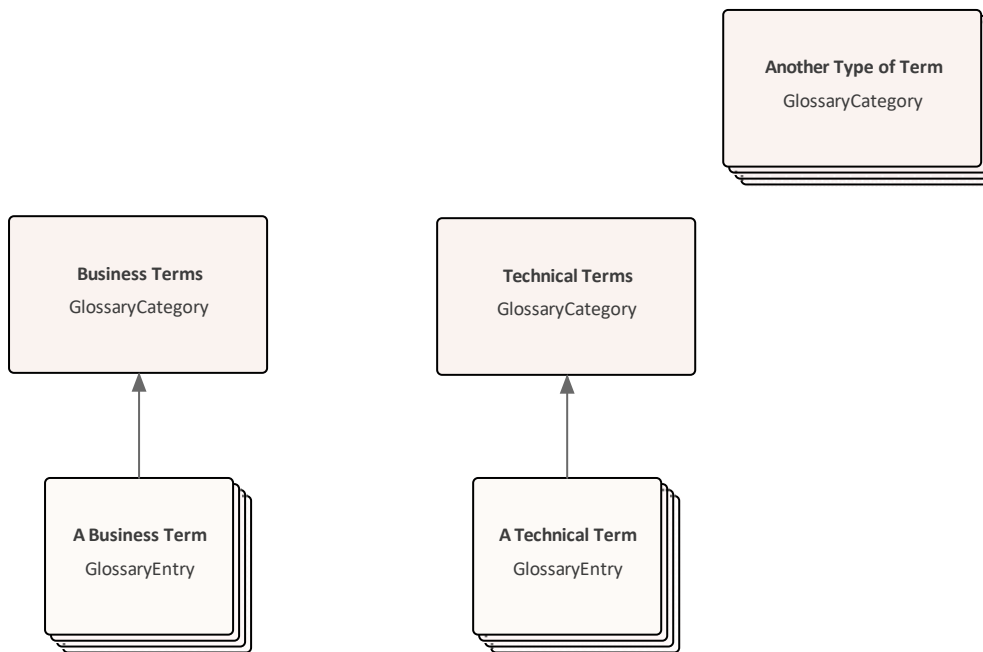 Another Type of Term
GlossaryCategory
Business Terms
GlossaryCategory
Technical Terms
GlossaryCategory
A Business Term
GlossaryEntry
A Technical Term
GlossaryEntry